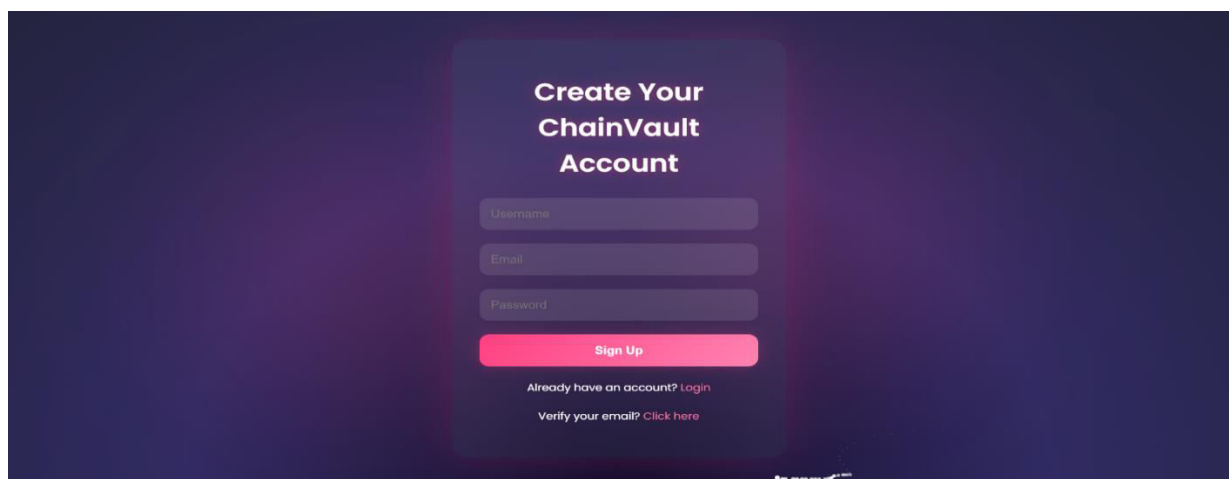 Create Your
ChainVault
Account
Username
Email
Password
Sign Up
Already have an account? Login
Verify your email? Click here